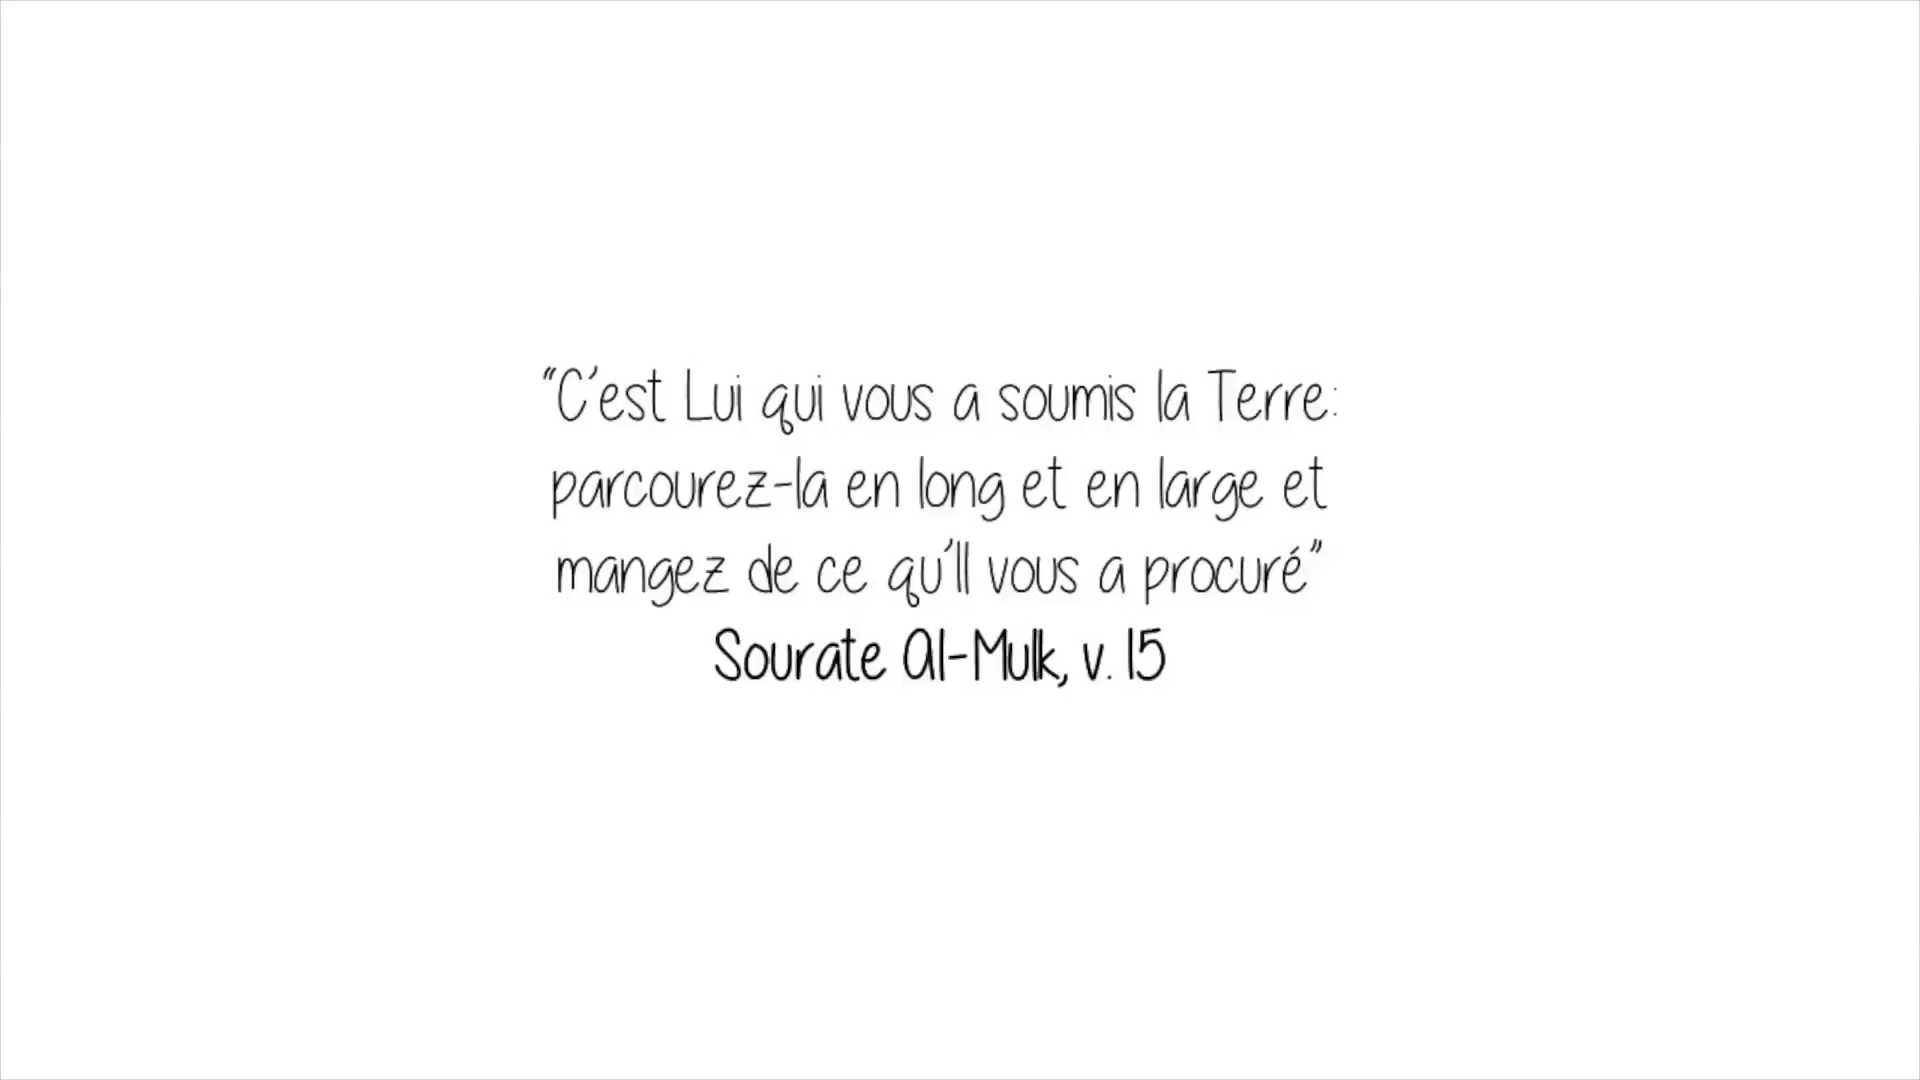 “C’est Lui qui vous a soumis la Terre:
parcourez-la en long et en large et
mangez de ce qu’Il vous a procuré”
Sourate Al-Mulk, v. 15